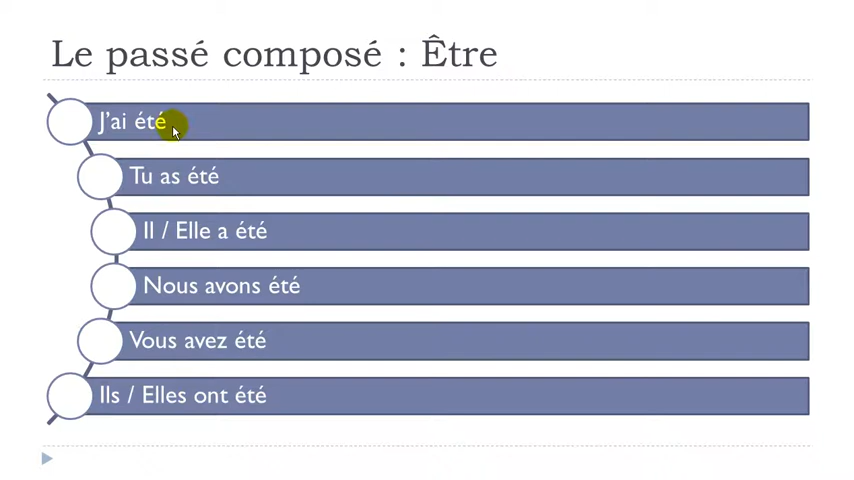 Le passé composé : Être
J'ai été
Tu as été
Il / Elle a été
Nous avons été
Vous avez été
Ils / Elles ont été